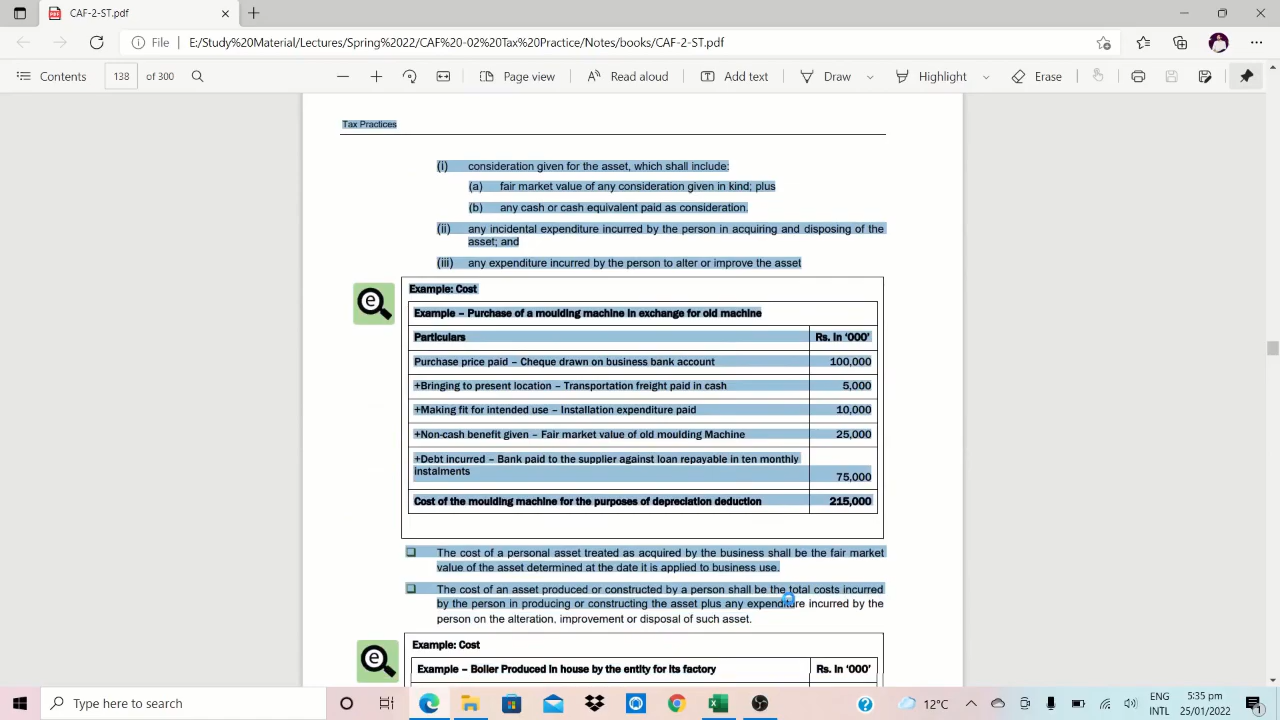 CAF-2-ST.pdf
File
E:/Study%20Material/Lectures/Spring%2022/CAF%20-02%20Tax%20Practice/Notes/books/CAF-2-ST.pdf
Contents 138 of 300 Page view Read aloud Add text Draw Highlight Erase
Tax Practices
(i) consideration given for the asset, which shall include:
(a) fair market value of any consideration given in kind; plus
(b) any cash or cash equivalent paid as consideration.
(ii) any incidental expenditure incurred by the person in acquiring and disposing of the
asset; and
(iii) any expenditure incurred by the person to alter or improve the asset
Example: Cost
Example – Purchase of a moulding machine in exchange for old machine
Particulars Rs. in ‘000’
Purchase price paid – Cheque drawn on business bank account 100,000
+Bringing to present location – Transportation freight paid in cash 5,000
+Making fit for intended use – Installation expenditure paid 10,000
+Non-cash benefit given – Fair market value of old moulding Machine 25,000
+Debt incurred – Bank paid to the supplier against loan repayable in ten monthly
instalments 75,000
Cost of the moulding machine for the purposes of depreciation deduction 215,000
❑ The cost of a personal asset treated as acquired by the business shall be the fair market
value of the asset determined at the date it is applied to business use.
❑ The cost of an asset produced or constructed by a person shall be the total costs incurred
by the person in producing or constructing the asset plus any expenditure incurred by the
person on the alteration, improvement or disposal of such asset.
Example: Cost
Example – Boiler Produced in house by the entity for its factory Rs. in ‘000’
Type here to search
12°C
ENG
INTL
5:35 pm
25/01/2022